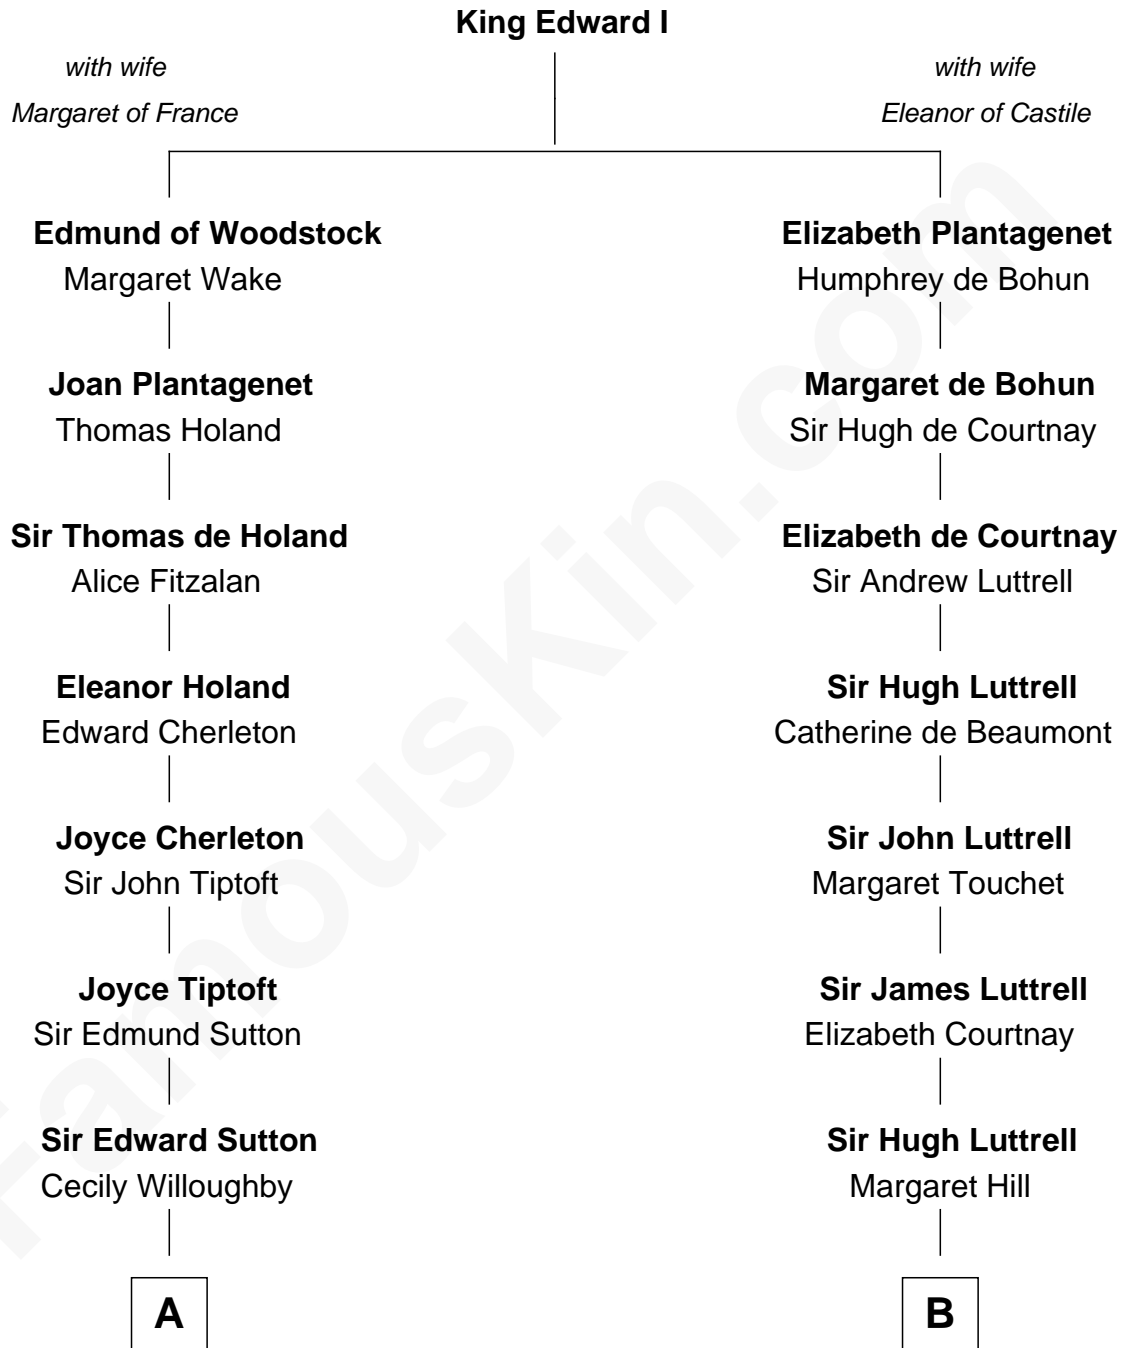 King Edward I
with wife
Margaret of France
with wife
Eleanor of Castile
Edmund of Woodstock
Margaret Wake
Elizabeth Plantagenet
Humphrey de Bohun
Joan Plantagenet
Thomas Holand
Margaret de Bohun
Sir Hugh de Courtnay
Sir Thomas de Holand
Alice Fitzalan
Elizabeth de Courtnay
Sir Andrew Luttrell
Eleanor Holand
Edward Cherleton
Sir Hugh Luttrell
Catherine de Beaumont
Joyce Cherleton
Sir John Tiptoft
Sir John Luttrell
Margaret Touchet
Joyce Tiptoft
Sir Edmund Sutton
Sir James Luttrell
Elizabeth Courtnay
Sir Edward Sutton
Cecily Willoughby
Sir Hugh Luttrell
Margaret Hill
A
B
FamousKin.com